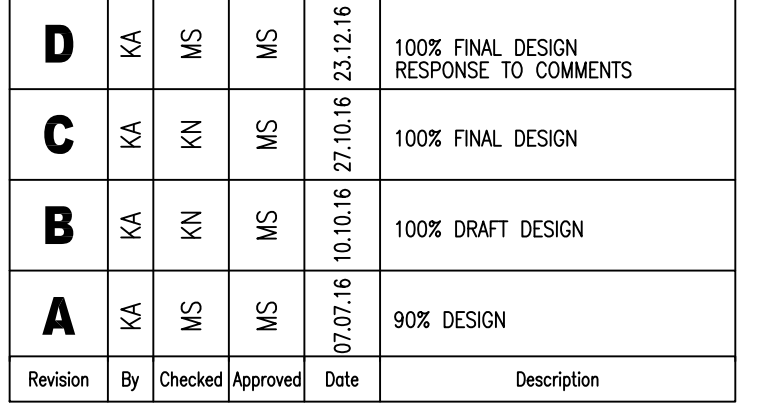 D KA MS MS 23.12.16 100% FINAL DESIGN
RESPONSE TO COMMENTS
C KA KN MS 27.10.16 100% FINAL DESIGN
B KA KN MS 10.10.16 100% DRAFT DESIGN
A KA MS MS 07.07.16 90% DESIGN
Revision By Checked Approved Date Description